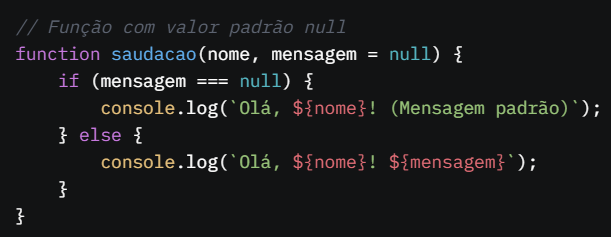 // Função com valor padrão null
function saudacao(nome, mensagem = null) {
    if (mensagem === null) {
        console.log(`Olá, ${nome}! (Mensagem padrão)`);
    } else {
        console.log(`Olá, ${nome}! ${mensagem}`);
    }
}